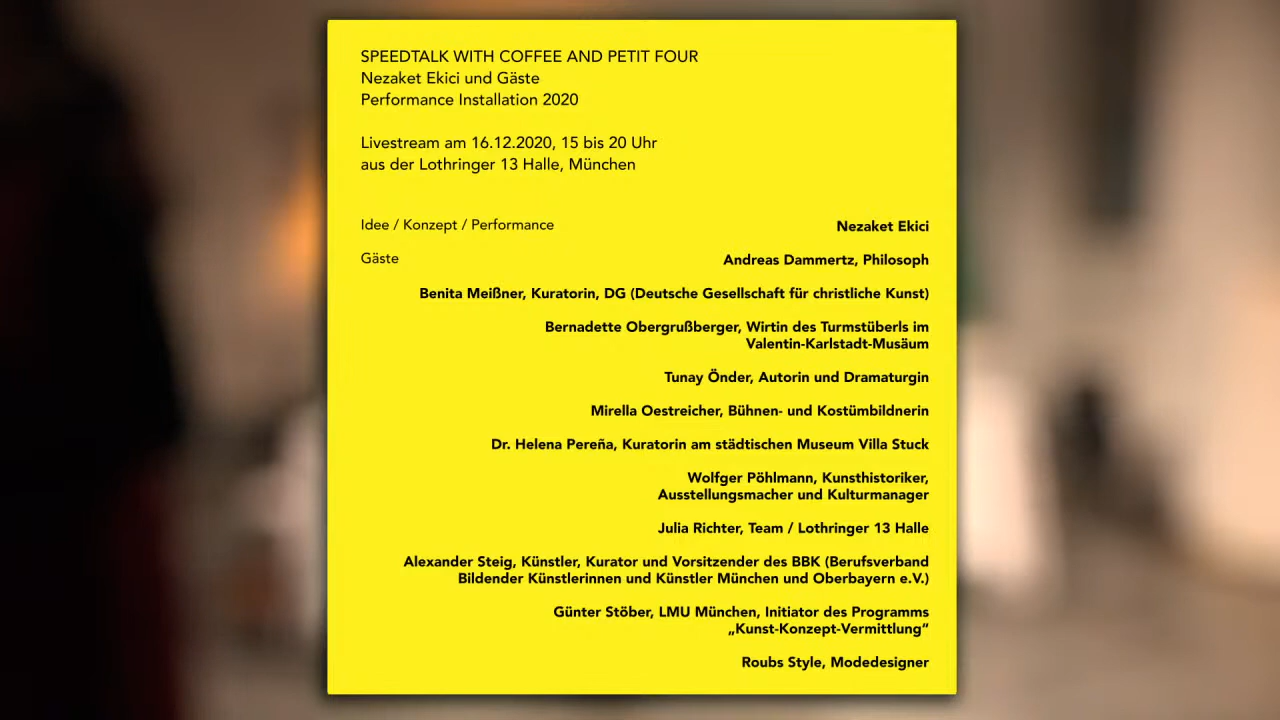 SPEEDTALK WITH COFFEE AND PETIT FOUR
Nezaket Ekici und Gäste
Performance Installation 2020
Livestream am 16.12.2020, 15 bis 20 Uhr
aus der Lothringer 13 Halle, München
Idee / Konzept / Performance Nezaket Ekici
Gäste Andreas Dammertz, Philosoph
Benita Meißner, Kuratorin, DG (Deutsche Gesellschaft für christliche Kunst)
Bernadette Obergrußberger, Wirtin des Turmstüberls im
Valentin-Karlstadt-Musäum
Tunay Önder, Autorin und Dramaturgin
Mirella Oestreicher, Bühnen- und Kostümbildnerin
Dr. Helena Pereña, Kuratorin am städtischen Museum Villa Stuck
Wolfger Pöhlmann, Kunsthistoriker,
Ausstellungsmacher und Kulturmanager
Julia Richter, Team / Lothringer 13 Halle
Alexander Steig, Künstler, Kurator und Vorsitzender des BBK (Berufsverband
Bildender Künstlerinnen und Künstler München und Oberbayern e.V.)
Günter Stöber, LMU München, Initiator des Programms
„Kunst-Konzept-Vermittlung“
Roubs Style, Modedesigner